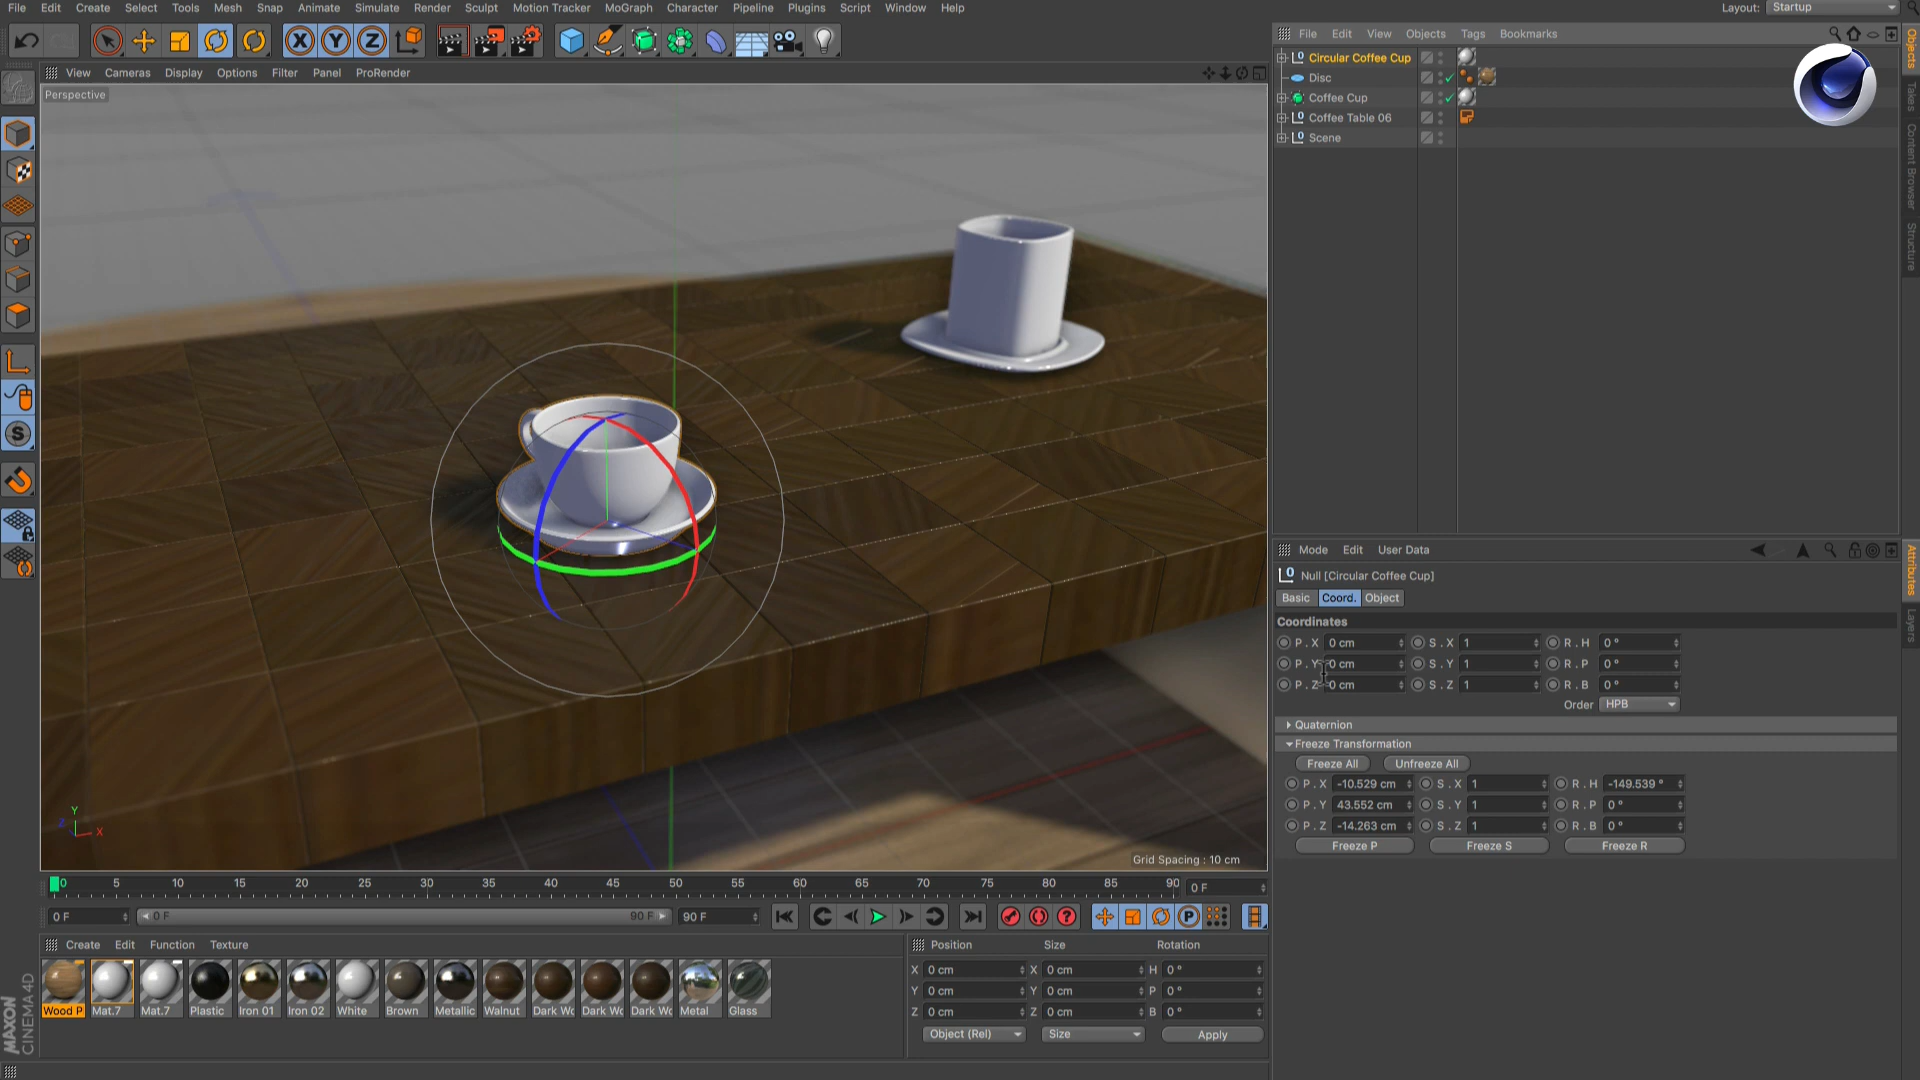 File Edit Create Select Tools Mesh Snap Animate Simulate Render Sculpt Motion Tracker MoGraph Character Pipeline Plugins Script Window Help Layout: Startup
View Cameras Display Options Filter Panel ProRender
Perspective
File Edit View Objects Tags Bookmarks
Circular Coffee Cup
Disc
Coffee Cup
Coffee Table 06
Scene
Objects
Takes
Content Browser
Structure
Mode Edit User Data
Null [Circular Coffee Cup]
Basic Coord. Object
Coordinates
P . X 0 cm S . X 1 R . H 0 °
P . Y 0 cm S . Y 1 R . P 0 °
P . Z 0 cm S . Z 1 R . B 0 °
Order HPB
Quaternion
Freeze Transformation
Freeze All Unfreeze All
P . X -10.529 cm S . X 1 R . H -149.539 °
P . Y 43.552 cm S . Y 1 R . P 0 °
P . Z -14.263 cm S . Z 1 R . B 0 °
Freeze P Freeze S Freeze R
Attributes
Layers
Y
Z X
Grid Spacing : 10 cm
0 5 10 15 20 25 30 35 40 45 50 55 60 65 70 75 80 85 90 0 F
0 F 0 F 90 F 90 F
Create Edit Function Texture
Wood P Mat.7 Mat.7 Plastic Iron 01 Iron 02 White Brown Metallic Walnut Dark Wo Dark Wo Dark Wo Metal Glass
Position Size Rotation
X 0 cm X 0 cm H 0 °
Y 0 cm Y 0 cm P 0 °
Z 0 cm Z 0 cm B 0 °
Object (Rel) Size Apply
MAXON
CINEMA 4D